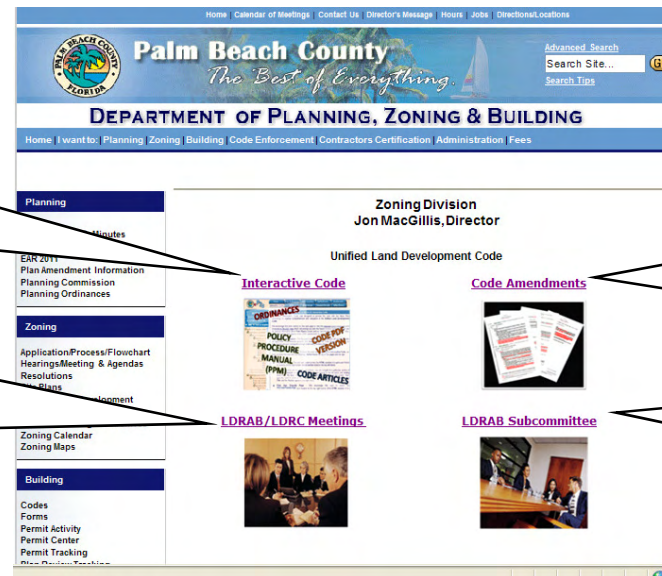 Home | Calendar of Meetings | Contact Us | Director's Message | Hours | Jobs | Directions/Locations
PALM BEACH COUNTY
FLORIDA
Palm Beach County
The Best of Everything.
Advanced Search
Search Site...
G
Search Tips
DEPARTMENT OF PLANNING, ZONING & BUILDING
Home | I want to: | Planning | Zoning | Building | Code Enforcement | Contractors Certification | Administration | Fees
Planning
Minutes
EAR 2011
Plan Amendment Information
Planning Commission
Planning Ordinances
Zoning
Application/Process/Flowchart
Hearings/Meeting & Agendas
Resolutions
Plans
Zoning Calendar
Zoning Maps
Building
Codes
Forms
Permit Activity
Permit Center
Permit Tracking
Plan Review Tracking
Zoning Division
Jon MacGillis, Director
Unified Land Development Code
Interactive Code
Code Amendments
ORDINANCES
POLICY
PROCEDURE
MANUAL
(PPM)
CODE PDF
VERSION
CODE ARTICLES
LDRAB/LDRC Meetings
LDRAB Subcommittee